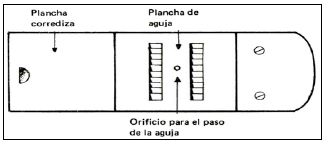 Plancha
corrediza
Plancha de
aguja
Orificio para el paso
de la aguja